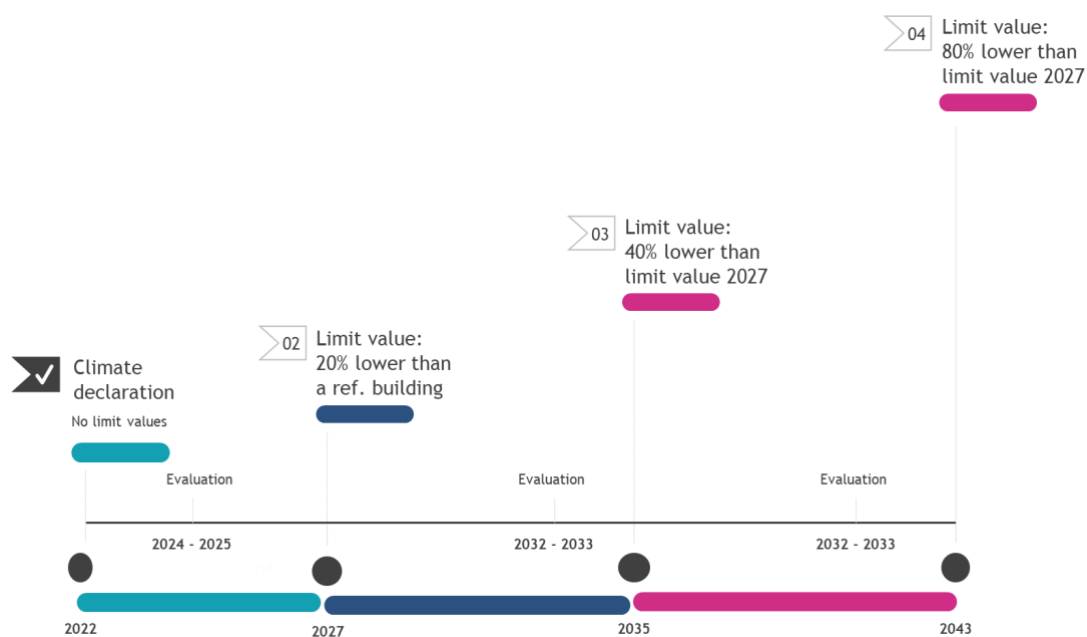 04
Limit value:
80% lower than
limit value 2027
03
Limit value:
40% lower than
limit value 2027
02
Limit value:
20% lower than
a ref. building
Climate
declaration
No limit values
Evaluation
Evaluation
Evaluation
2024 - 2025
2032 - 2033
2032 - 2033
2022
2027
2035
2043